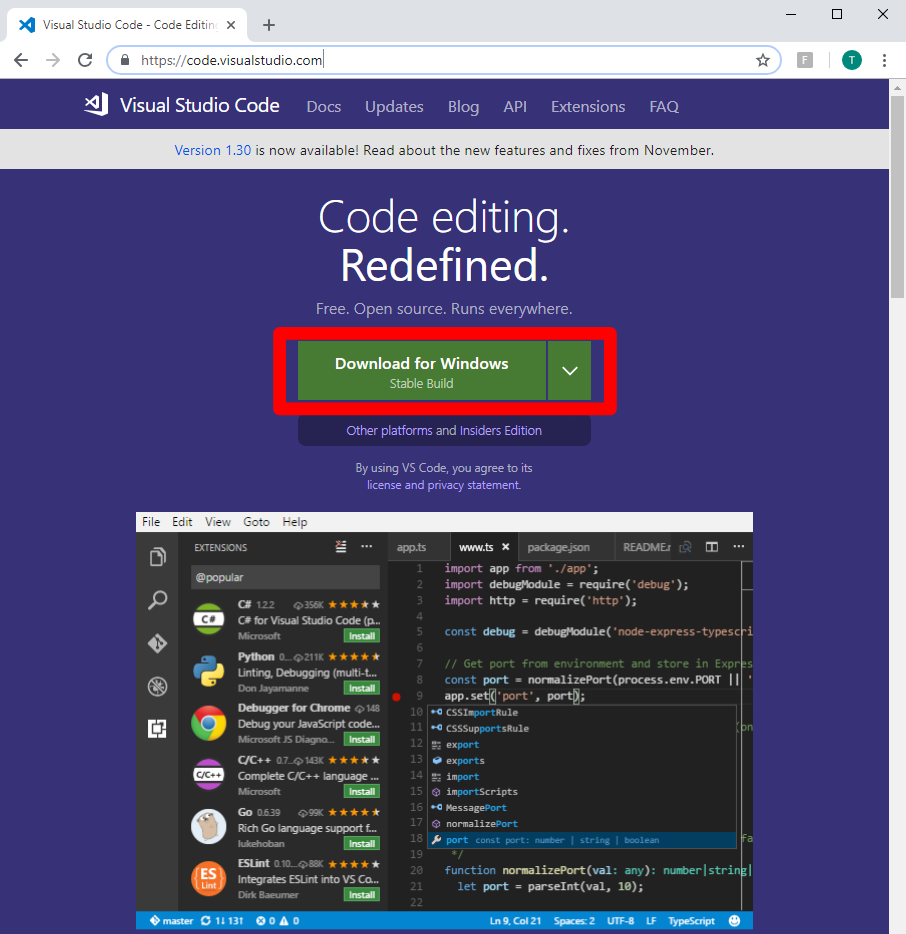 Visual Studio Code - Code Editin
https://code.visualstudio.com
F
T
Visual Studio Code Docs Updates Blog API Extensions FAQ
Version 1.30 is now available! Read about the new features and fixes from November.
Code editing.
Redefined.
Free. Open source. Runs everywhere.
Download for Windows
Stable Build
Other platforms and Insiders Edition
By using VS Code, you agree to its
license and privacy statement.
File Edit View Goto Help
EXTENSIONS
@popular
C# 1.2.2 356K
C# for Visual Studio Code (p...
Microsoft Install
Python 0... 211K
Linting, Debugging (multi-t...
Don Jayamanne Install
Debugger for Chrome 148
Debug your JavaScript code...
Microsoft JS Diagno... Install
C/C++ 0.7... 143K
Complete C/C++ language ...
Microsoft Install
Go 0.6.39 99K
Rich Go language support f...
lukehoban Install
ESLint 0.10... 88K
Integrates ESLint into VS Co...
Dirk Baeumer Install
C#
C/C++
ES
Lint
app.ts www.ts package.json README.r
1 import app from './app';
2 import debugModule = require('debug');
3 import http = require('http');
4
5 const debug = debugModule('node-express-typescri
6
7 // Get port from environment and store in Expres
8 const port = normalizePort(process.env.PORT || '
9 app.set('port', port);
10 CSSImportRule
11 CSSSupportsRule (on
12 export
13 exports
14 import
15 importScripts
16 MessagePort
17 normalizePort
18 port const port: number | string | boolean fa
19 */
20 function normalizePort(val: any): number|string|
21 let port = parseInt(val, 10);
22
master 1↓ 13↑ 0 0 Ln 9, Col 21 Spaces: 2 UTF-8 LF TypeScript